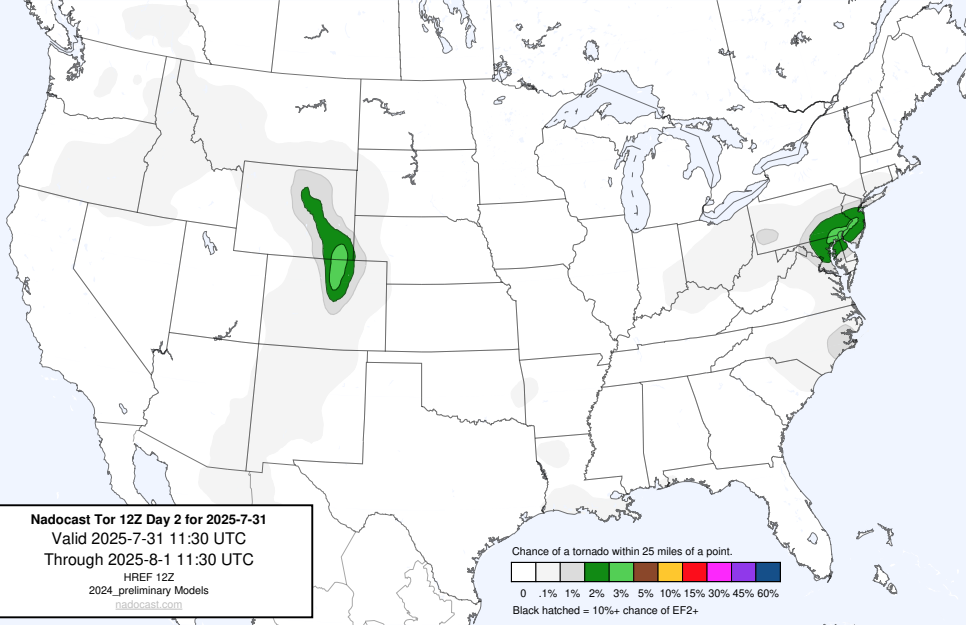 Nadocast Tor 12Z Day 2 for 2025-7-31
Valid 2025-7-31 11:30 UTC
Through 2025-8-1 11:30 UTC
HREF 12Z
2024_preliminary Models
nadocast.com
Chance of a tornado within 25 miles of a point.
0 .1% 1% 2% 3% 5% 10% 15% 30% 45% 60%
Black hatched = 10%+ chance of EF2+